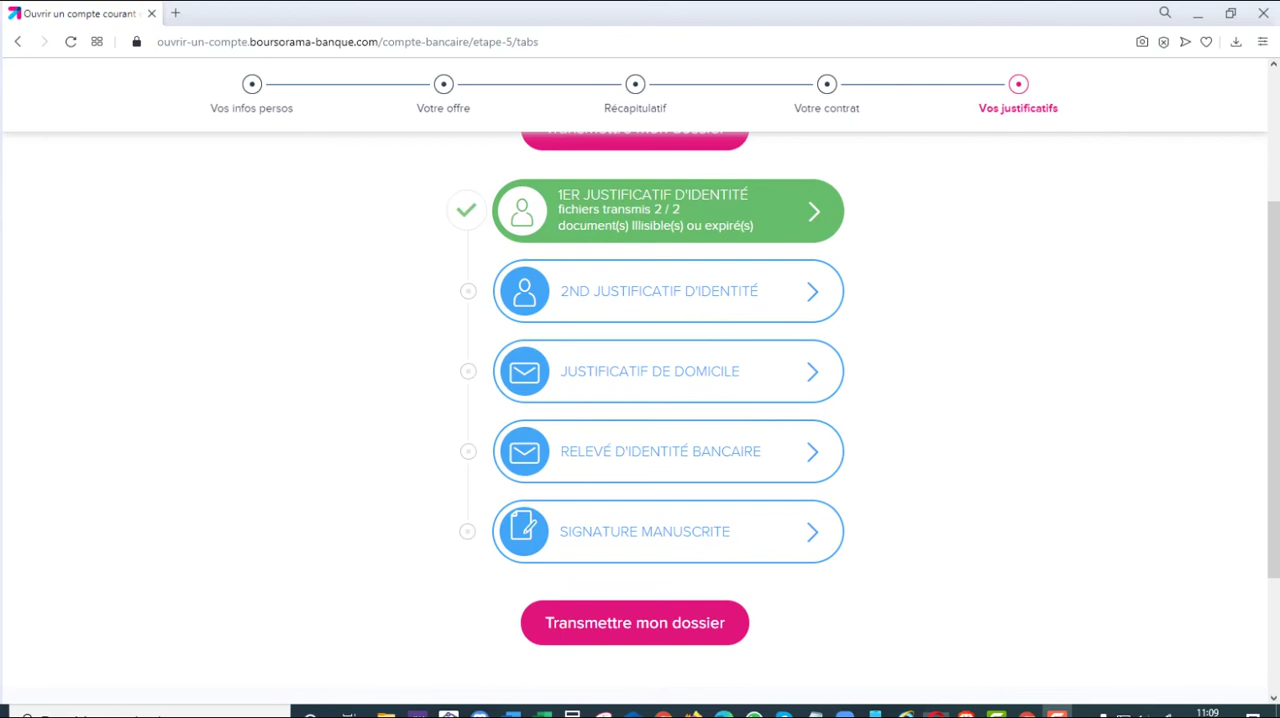 Ouvrir un compte courant
ouvrir-un-compte.boursorama-banque.com/compte-bancaire/etape-5/tabs
Vos infos persos
Votre offre
Récapitulatif
Votre contrat
Vos justificatifs
1ER JUSTIFICATIF D'IDENTITÉ
fichiers transmis 2 / 2
document(s) Illisible(s) ou expiré(s)
2ND JUSTIFICATIF D'IDENTITÉ
JUSTIFICATIF DE DOMICILE
RELEVÉ D'IDENTITÉ BANCAIRE
SIGNATURE MANUSCRITE
Transmettre mon dossier
11:09